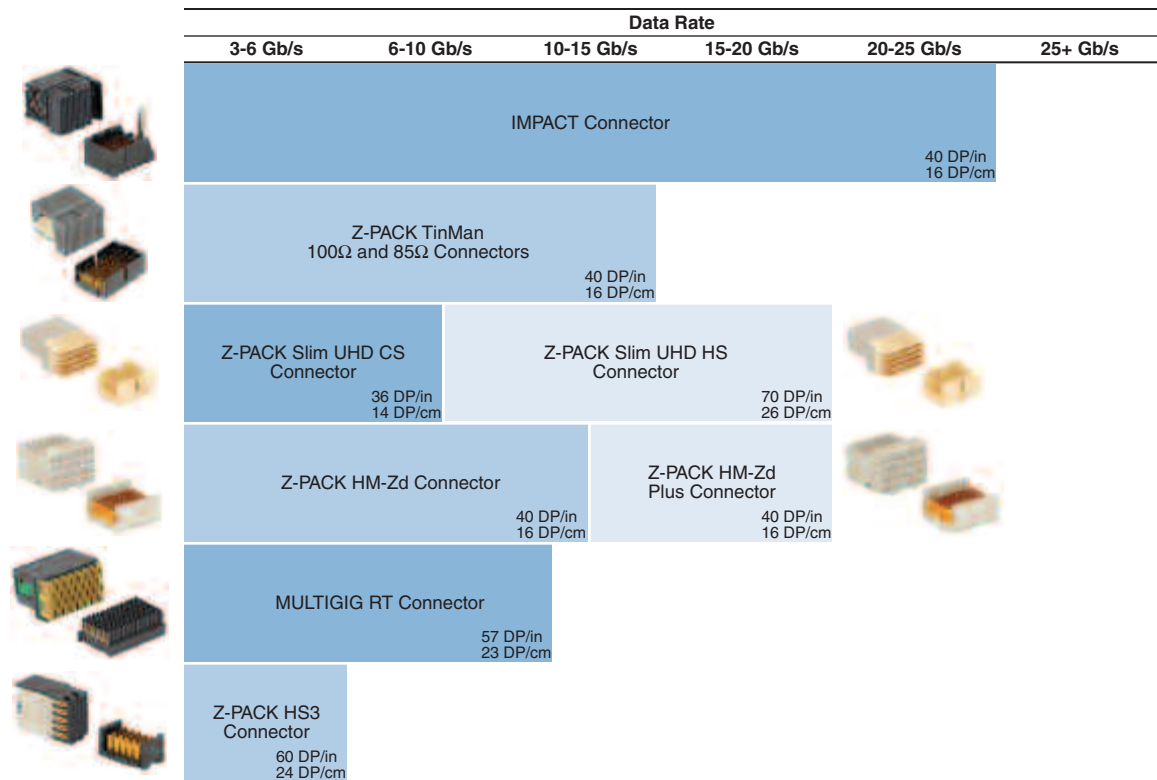 Data Rate
3-6 Gb/s 6-10 Gb/s 10-15 Gb/s 15-20 Gb/s 20-25 Gb/s 25+ Gb/s
IMPACT Connector
40 DP/in
16 DP/cm
Z-PACK TinMan
100Ω and 85Ω Connectors
40 DP/in
16 DP/cm
Z-PACK Slim UHD CS
Connector
36 DP/in
14 DP/cm
Z-PACK Slim UHD HS
Connector
70 DP/in
26 DP/cm
Z-PACK HM-Zd Connector
40 DP/in
16 DP/cm
Z-PACK HM-Zd
Plus Connector
40 DP/in
16 DP/cm
MULTIGIG RT Connector
57 DP/in
23 DP/cm
Z-PACK HS3
Connector
60 DP/in
24 DP/cm